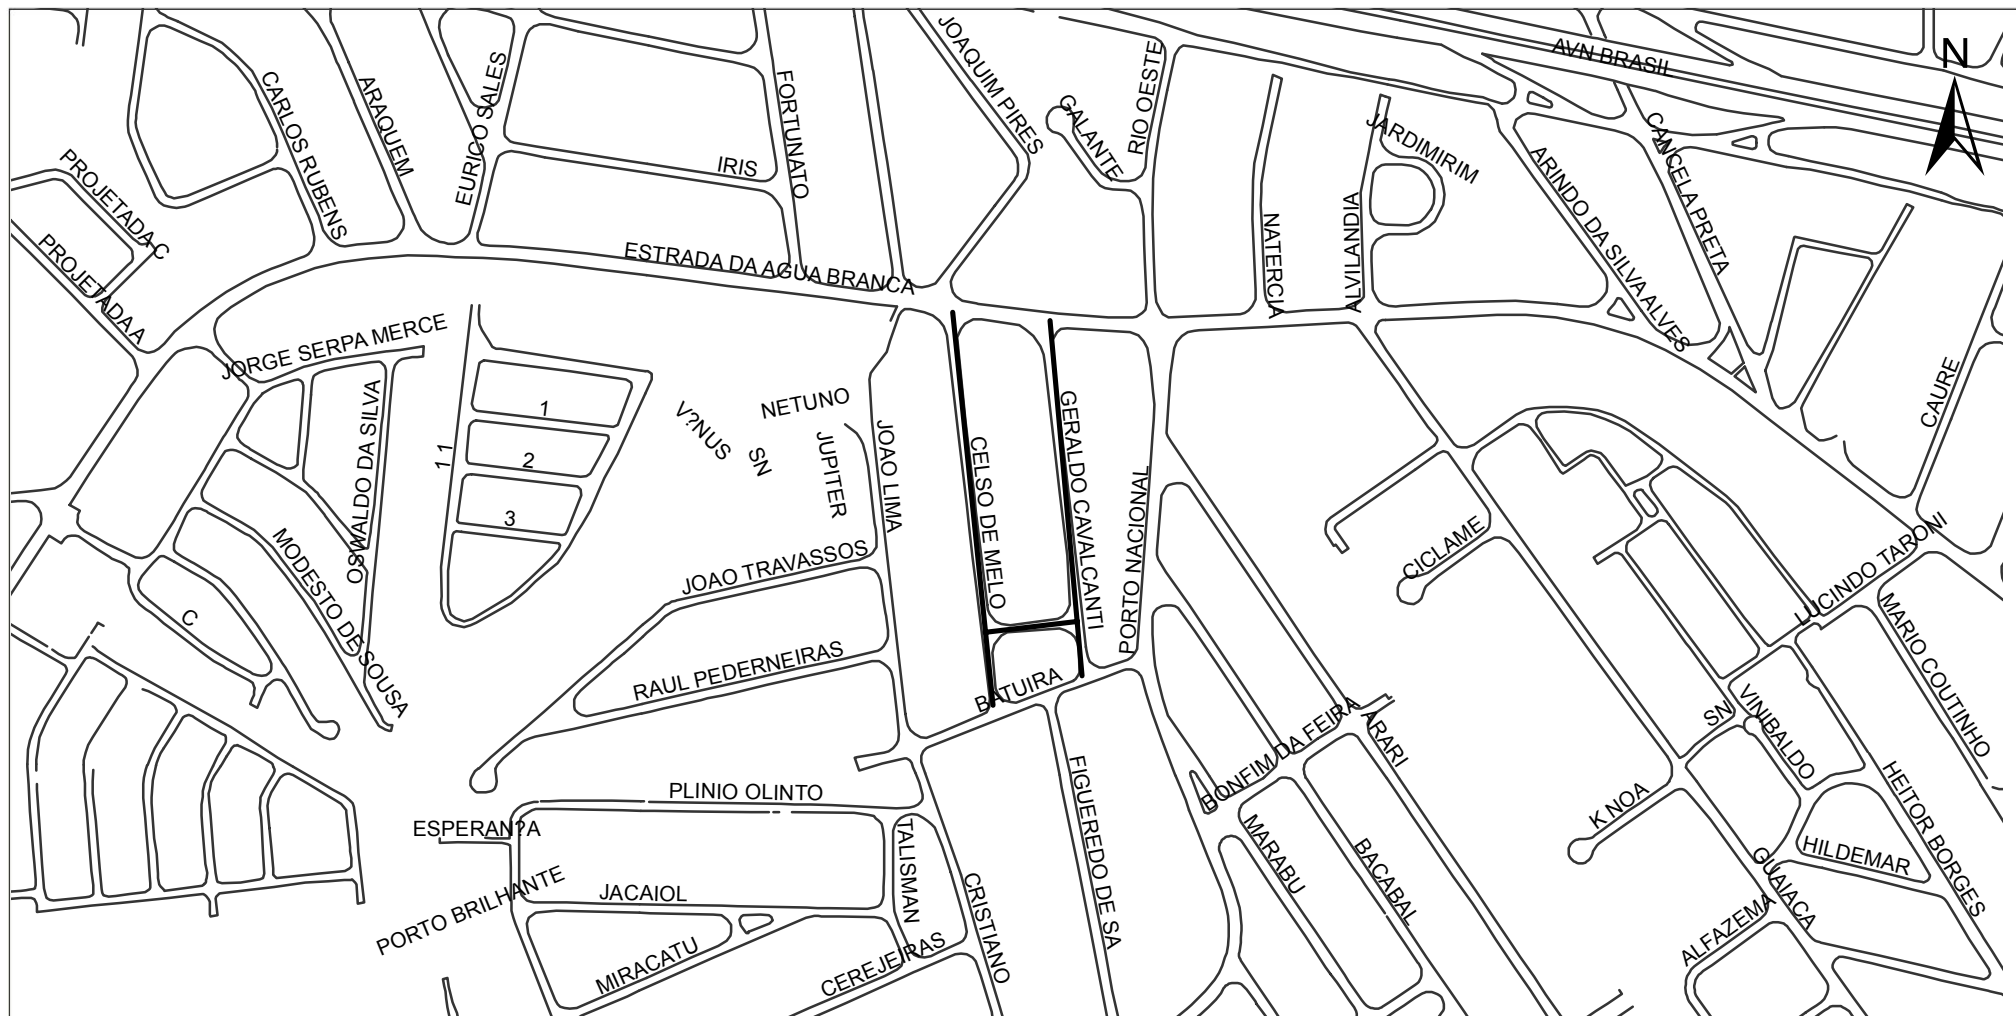 AVN BRASIL
N
JOAQUIM PIRES
RIO OESTE
EURICO SALES
CARLOS RUBENS
ARAQUEM
FORTUNATO
GALANTE
JARDIMIRIM
CANCELA PRETA
ARINDO DA SILVA ALVES
IRIS
PROJETADA C
PROJETADA A
ESTRADA DA AGUA BRANCA
NATERCIA
ALVILANDIA
JORGE SERPA MERCE
OSWALDO DA SILVA
CAURE
1
11
2
3
V?NUS
NETUNO
SN
JUPITER
JOAO LIMA
CELSO DE MELO
GERALDO CAVALCANTI
PORTO NACIONAL
CICLAME
LUCINDO TARONI
MODESTO DE SOUSA
JOAO TRAVASSOS
C
MARIO COUTINHO
RAUL PEDERNEIRAS
BATUIRA
BONFIM DA FEIRA
ARARI
SN
VINIBALDO
PLINIO OLINTO
FIGUEREDO DE SA
HEITOR BORGES
K NOA
ESPERAN?A
TALISMAN
MARABU
BACABAL
HILDEMAR
GUAIACA
JACAIOL
PORTO BRILHANTE
CRISTIANO
ALFAZEMA
MIRACATU
CEREJEIRAS